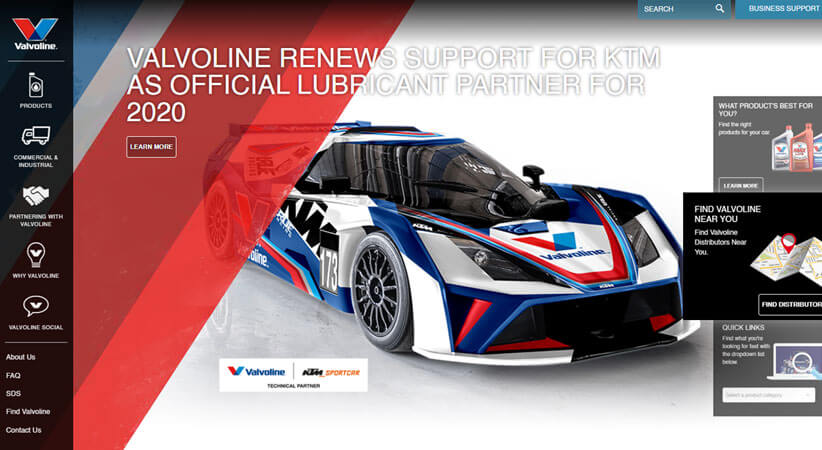 Valvoline.
PRODUCTS
COMMERCIAL &
INDUSTRIAL
PARTNERING WITH
VALVOLINE
WHY VALVOLINE
VALVOLINE SOCIAL
About Us
FAQ
SDS
Find Valvoline
Contact Us
SEARCH
BUSINESS SUPPORT
VALVOLINE RENEWS SUPPORT FOR KTM
AS OFFICIAL LUBRICANT PARTNER FOR
2020
LEARN MORE
KTM
173
Valvoline
KTM
Valvoline.
Valvoline KTM SPORTCAR
TECHNICAL PARTNER
WHAT PRODUCT'S BEST FOR
YOU?
Find the right
products for your car.
LEARN MORE
FIND VALVOLINE
NEAR YOU
Find Valvoline
Distributors Near
You.
FIND DISTRIBUTOR
QUICK LINKS
Find what you're
looking for fast with
the dropdown list
below.
Select a product category